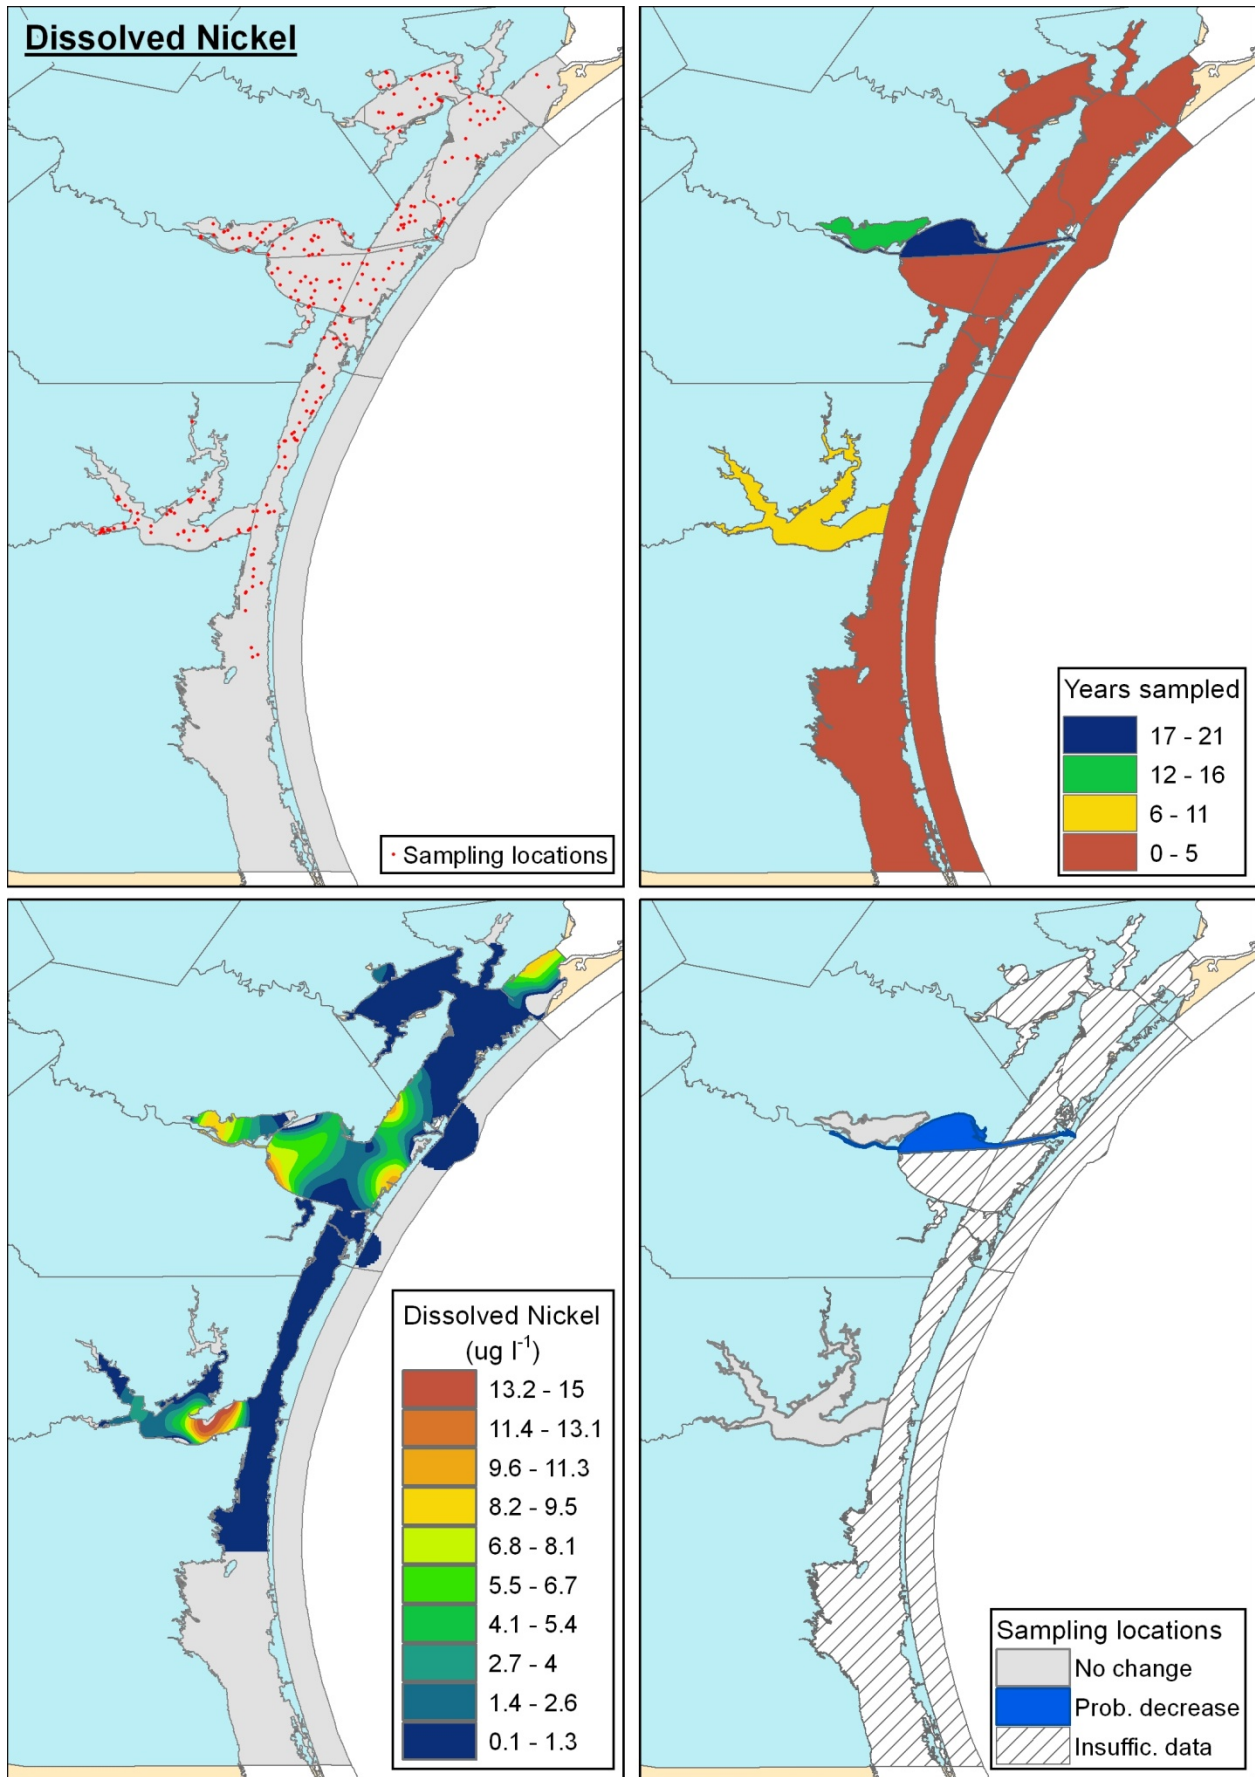 Dissolved Nickel
Sampling locations
Years sampled
17 - 21
12 - 16
6 - 11
0 - 5
Dissolved Nickel
(ug l⁻¹)
13.2 - 15
11.4 - 13.1
9.6 - 11.3
8.2 - 9.5
6.8 - 8.1
5.5 - 6.7
4.1 - 5.4
2.7 - 4
1.4 - 2.6
0.1 - 1.3
Sampling locations
No change
Prob. decrease
Insuffic. data